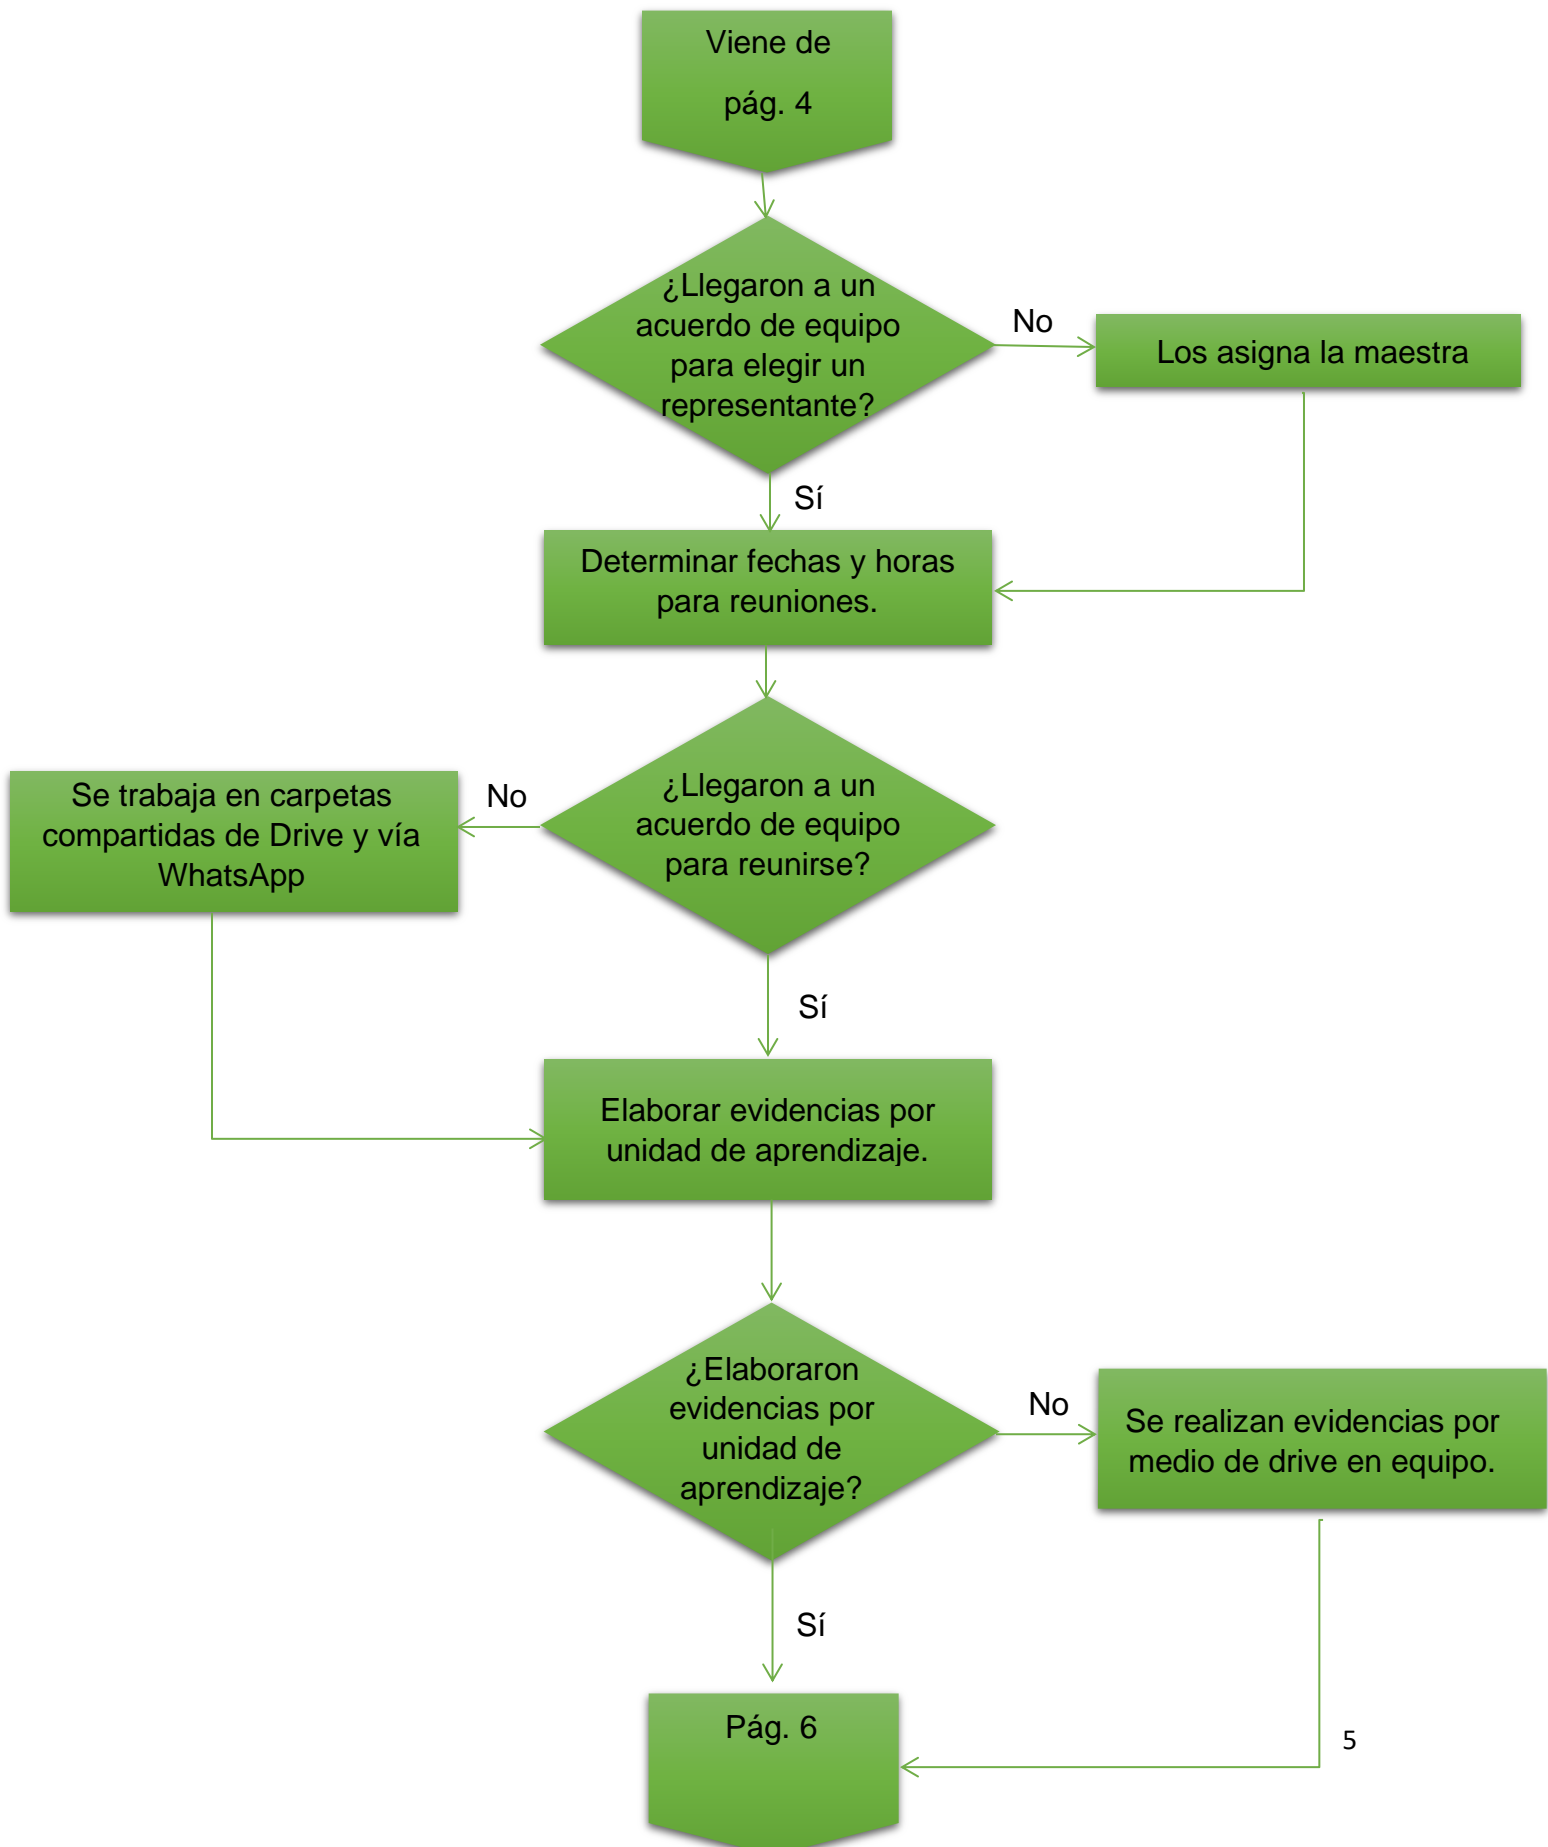 Viene de
pág. 4
¿Llegaron a un
acuerdo de equipo
para elegir un
representante?
No
Los asigna la maestra
Sí
Determinar fechas y horas
para reuniones.
Se trabaja en carpetas
compartidas de Drive y vía
WhatsApp
No
¿Llegaron a un
acuerdo de equipo
para reunirse?
Sí
Elaborar evidencias por
unidad de aprendizaje.
¿Elaboraron
evidencias por
unidad de
aprendizaje?
No
Se realizan evidencias por
medio de drive en equipo.
Sí
Pág. 6
5